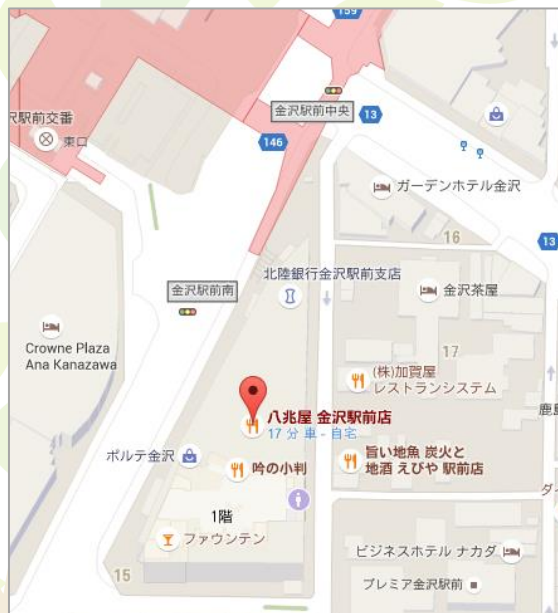 159
金沢駅前中央
13
沢駅前交番
東口
146
ガーデンホテル金沢
16
13
金沢駅前南
北陸銀行金沢駅前支店
金沢茶屋
Crowne Plaza
Ana Kanazawa
17
(株)加賀屋
レストランシステム
八兆屋 金沢駅前店
17 分 車 - 自宅
鹿島
ポルテ金沢
吟の小判
旨い地魚 炭火と
地酒 えびや 駅前店
1階
ファウンテン
ダイ
ビジネスホテル ナカダ
15
プレミア金沢駅前